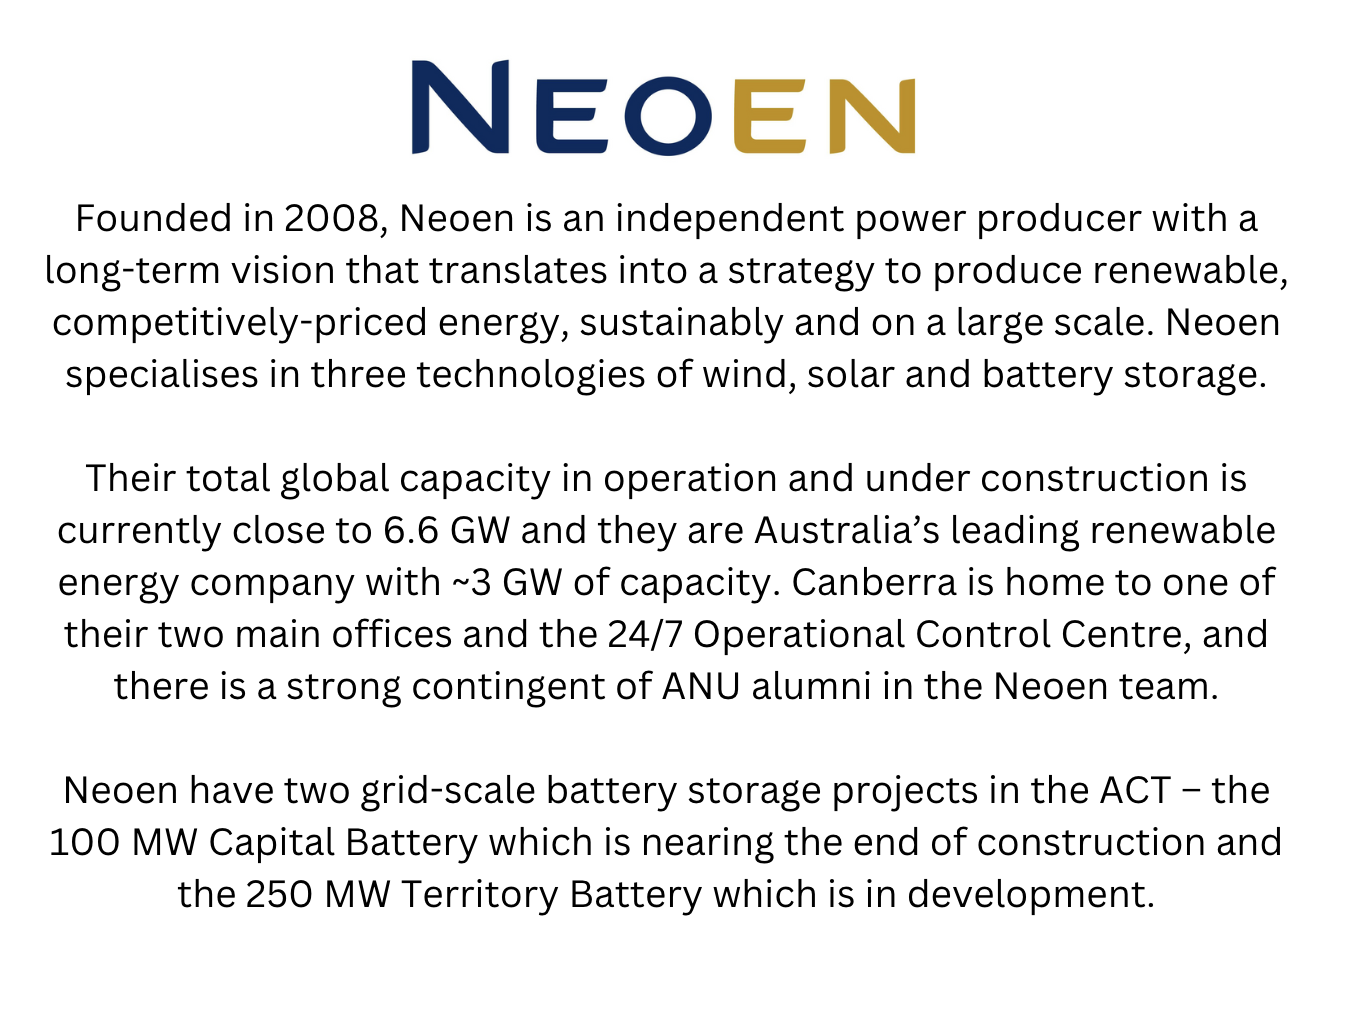 NEOEN
Founded in 2008, Neoen is an independent power producer with a
long-term vision that translates into a strategy to produce renewable,
competitively-priced energy, sustainably and on a large scale. Neoen
specialises in three technologies of wind, solar and battery storage.
Their total global capacity in operation and under construction is
currently close to 6.6 GW and they are Australia’s leading renewable
energy company with ~3 GW of capacity. Canberra is home to one of
their two main offices and the 24/7 Operational Control Centre, and
there is a strong contingent of ANU alumni in the Neoen team.
Neoen have two grid-scale battery storage projects in the ACT – the
100 MW Capital Battery which is nearing the end of construction and
the 250 MW Territory Battery which is in development.